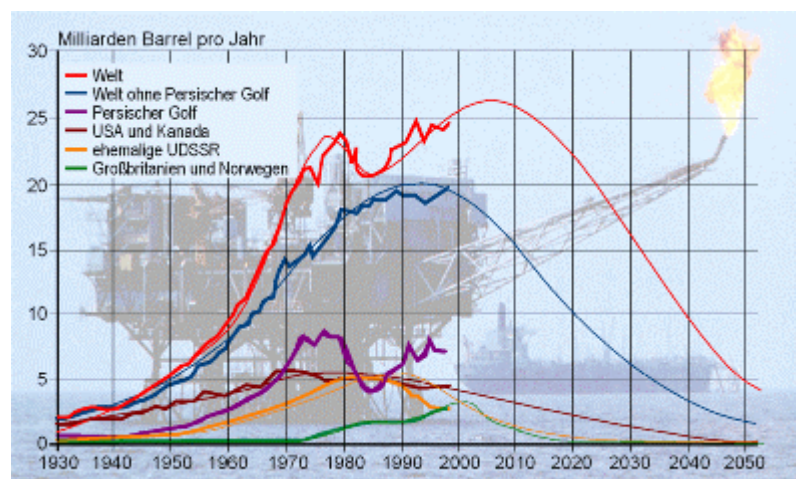 Milliarden Barrel pro Jahr
30
Welt
Welt ohne Persischer Golf
Persischer Golf
25
USA und Kanada
ehemalige UDSSR
Großbritanien und Norwegen
20
15
10
5
0
1930 1940 1950 1960 1970 1980 1990 2000 2010 2020 2030 2040 2050